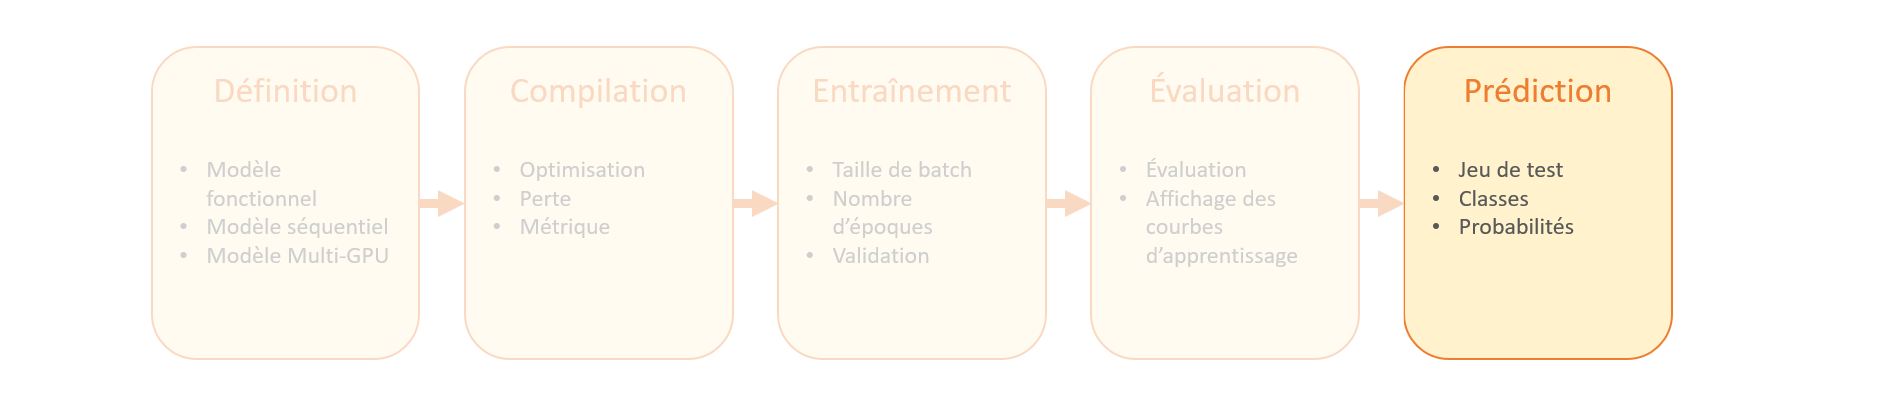 Définition
• Modèle
fonctionnel
• Modèle séquentiel
• Modèle Multi-GPU
Compilation
• Optimisation
• Perte
• Métrique
Entraînement
• Taille de batch
• Nombre
d’époques
• Validation
Évaluation
• Évaluation
• Affichage des
courbes
d’apprentissage
Prédiction
• Jeu de test
• Classes
• Probabilités